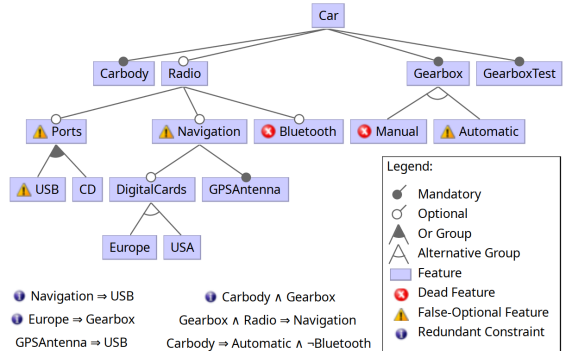 Car
Carbody Radio Gearbox GearboxTest
Ports Navigation Bluetooth Manual Automatic
USB CD DigitalCards GPSAntenna
Europe USA
Navigation ⇒ USB
Europe ⇒ Gearbox
GPSAntenna ⇒ USB
Carbody ∧ Gearbox
Gearbox ∧ Radio ⇒ Navigation
Carbody ⇒ Automatic ∧ ¬Bluetooth
Legend:
Mandatory
Optional
Or Group
Alternative Group
Feature
Dead Feature
False-Optional Feature
Redundant Constraint